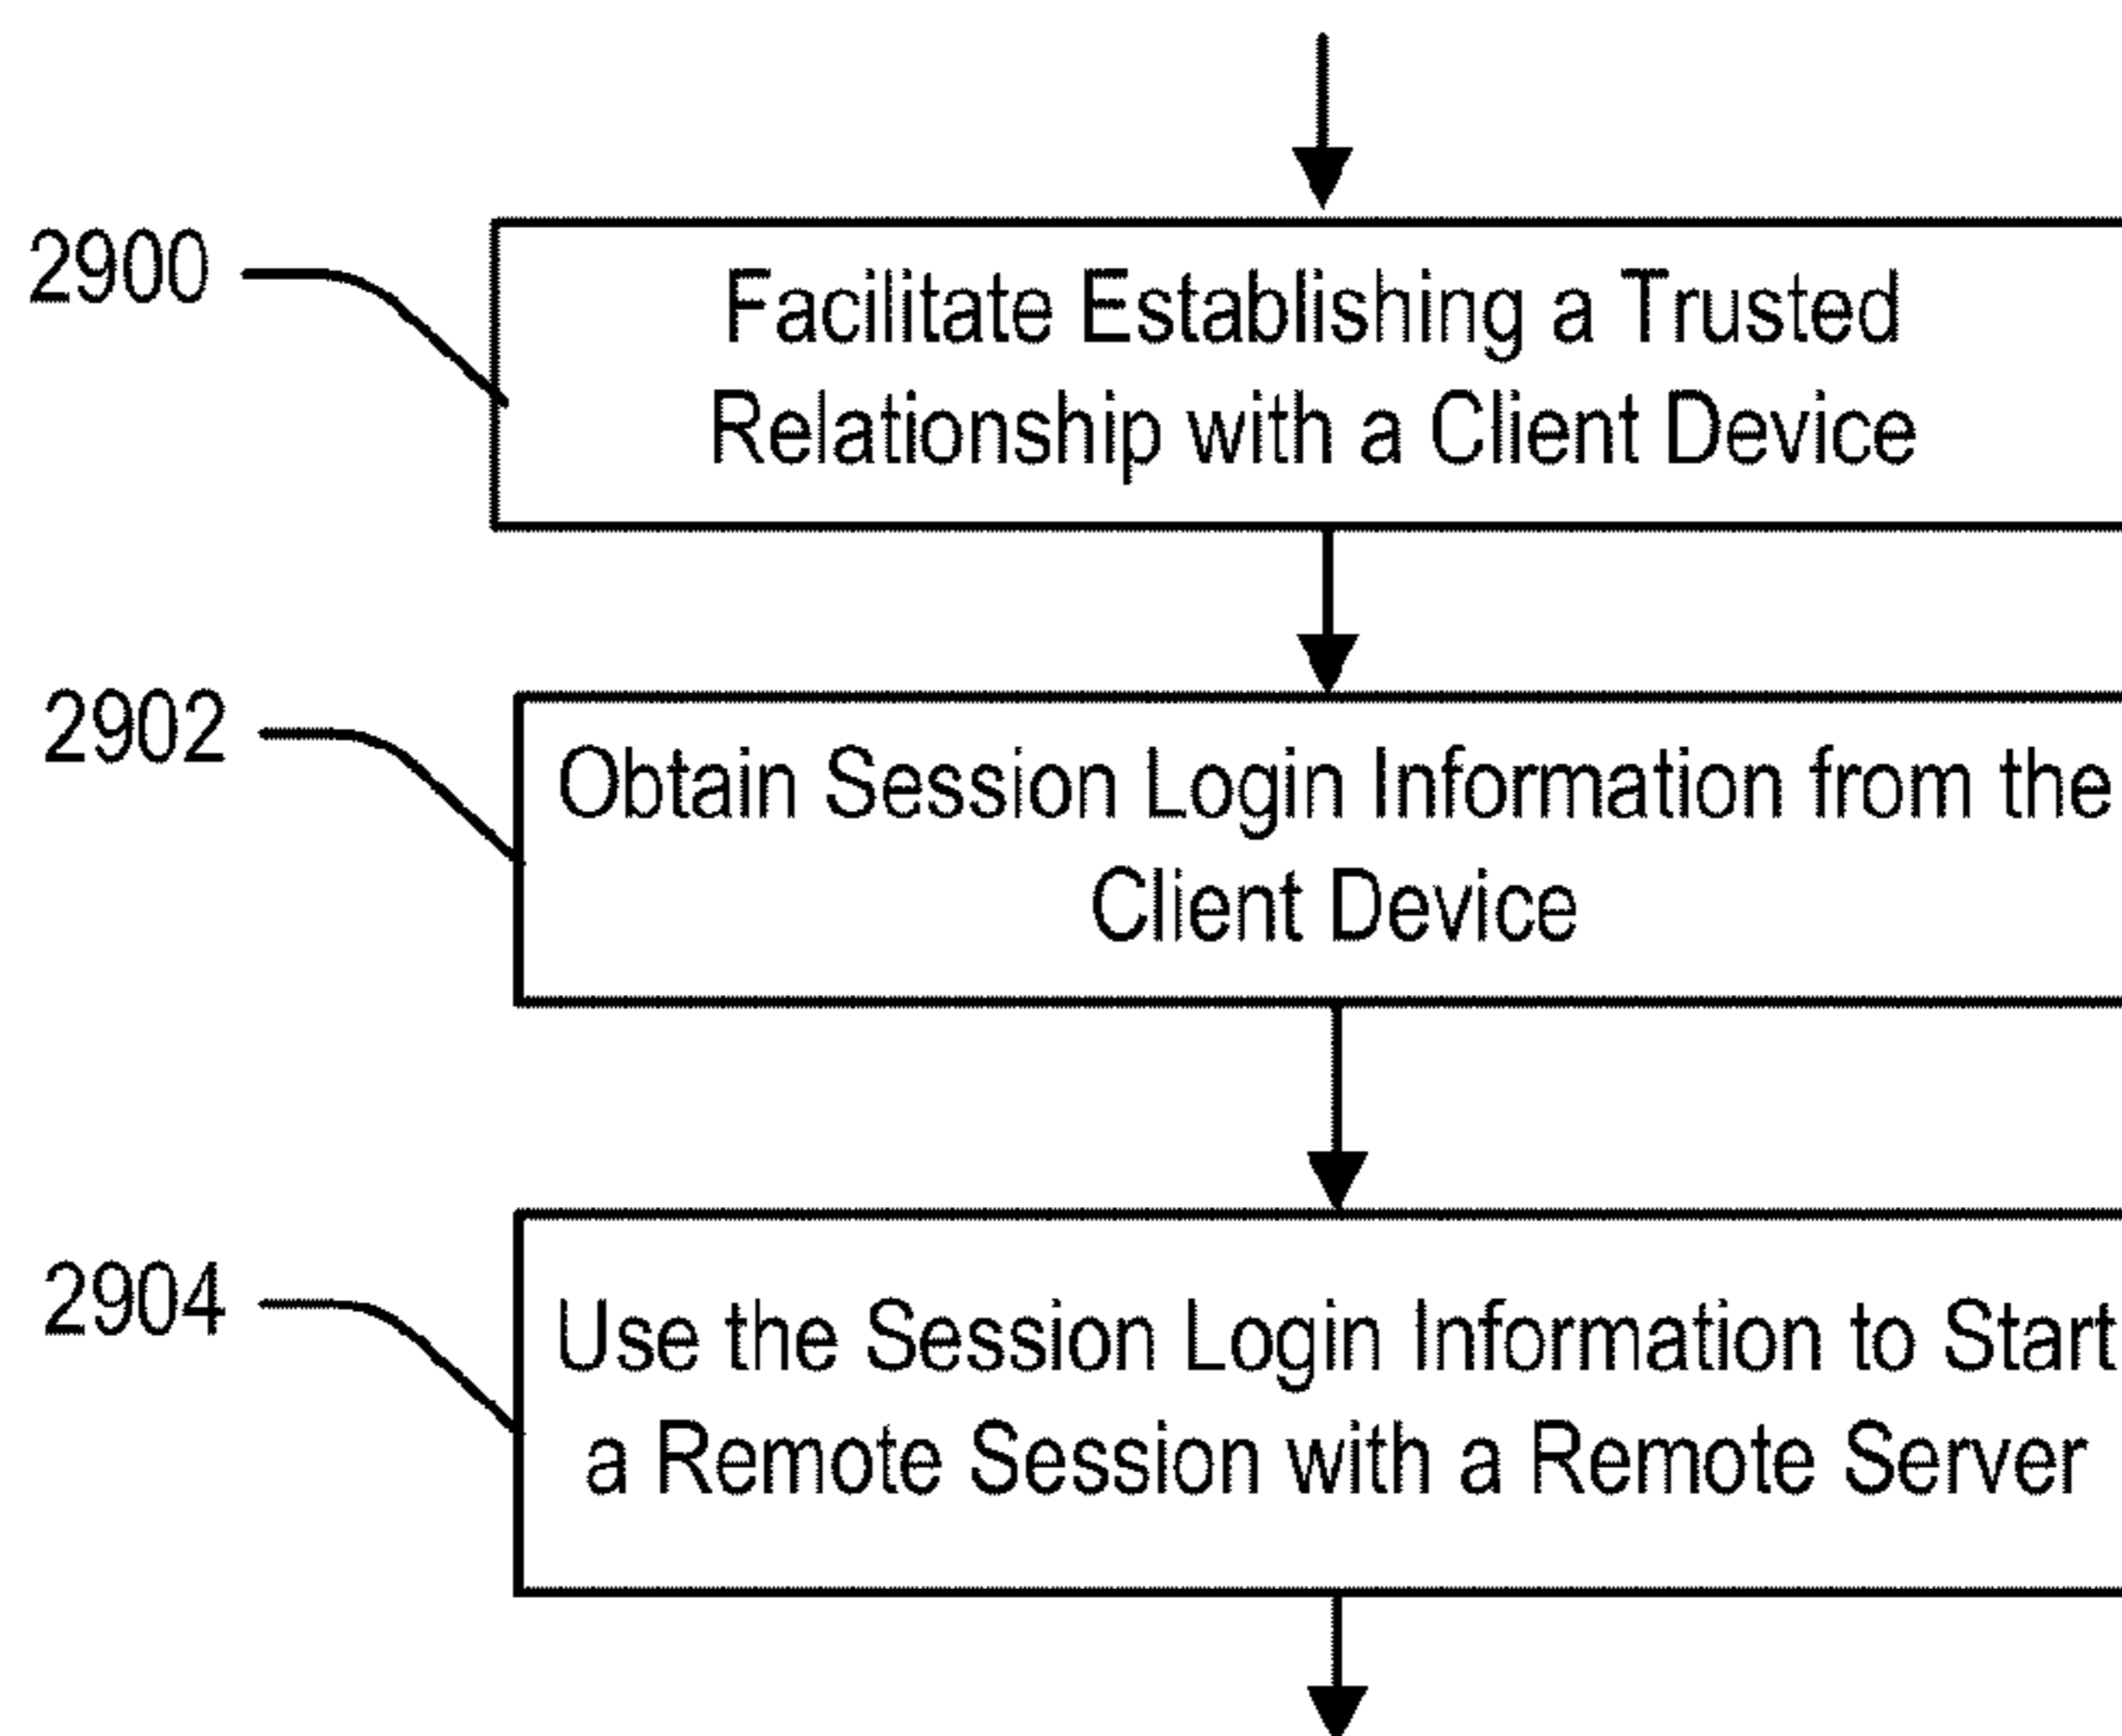 2900
Facilitate Establishing a Trusted
Relationship with a Client Device
2902
Obtain Session Login Information from the
Client Device
2904
Use the Session Login Information to Start
a Remote Session with a Remote Server